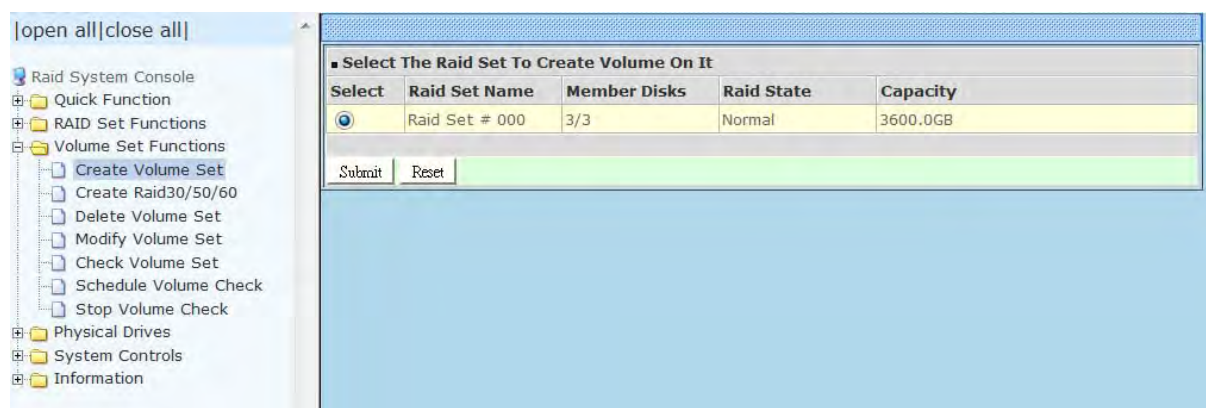 |open all|close all|
Raid System Console
Quick Function
RAID Set Functions
Volume Set Functions
Create Volume Set
Create Raid30/50/60
Delete Volume Set
Modify Volume Set
Check Volume Set
Schedule Volume Check
Stop Volume Check
Physical Drives
System Controls
Information
Select The Raid Set To Create Volume On It
Select Raid Set Name Member Disks Raid State Capacity
Raid Set # 000 3/3 Normal 3600.0GB
Submit Reset